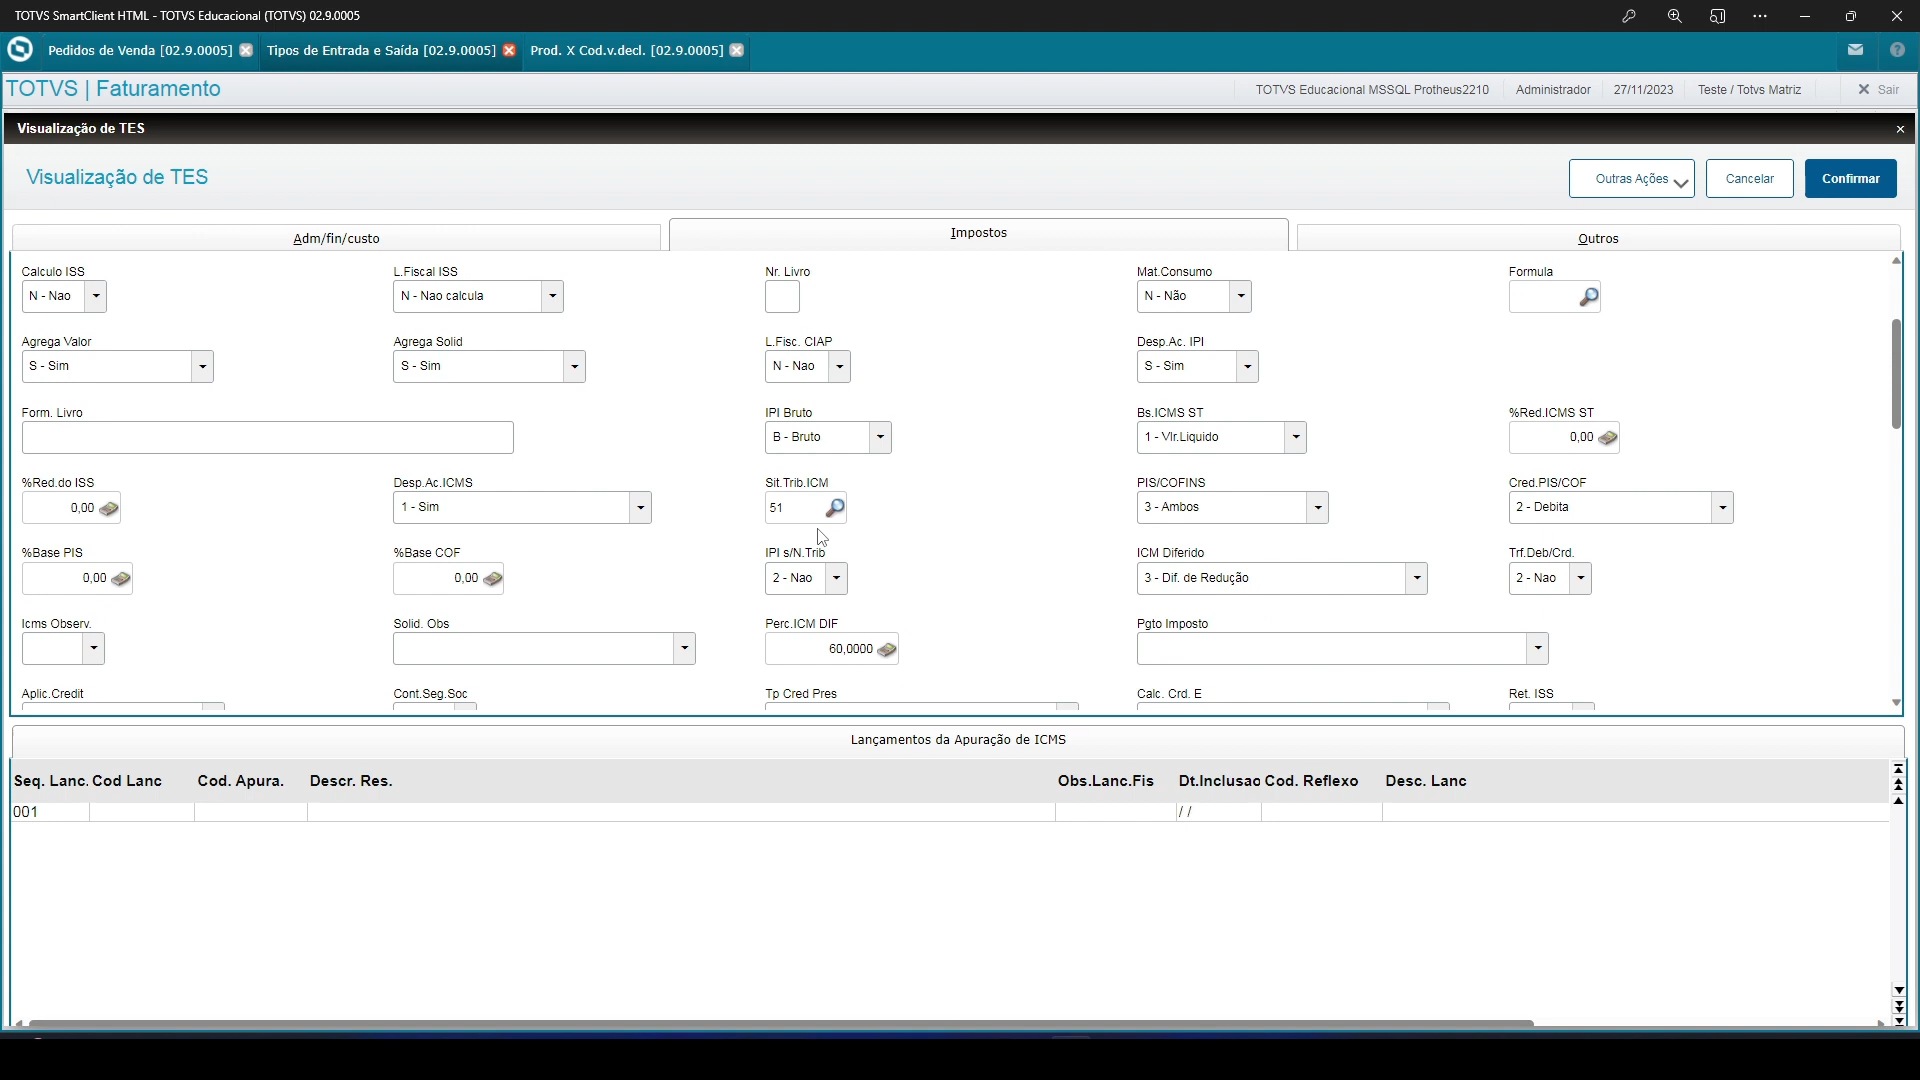 TOTVS SmartClient HTML - TOTVS Educacional (TOTVS) 02.9.0005
Pedidos de Venda [02.9.0005] Tipos de Entrada e Saída [02.9.0005] Prod. X Cod.v.decl. [02.9.0005]
TOTVS | Faturamento TOTVS Educacional MSSQL Protheus2210 Administrador 27/11/2023 Teste / Totvs Matriz Sair
Visualização de TES
Visualização de TES Outras Ações Cancelar Confirmar
Adm/fin/custo Impostos Outros
Calculo ISS L.Fiscal ISS Nr. Livro Mat.Consumo Formula
N - Nao N - Nao calcula N - Não
Agrega Valor Agrega Solid L.Fisc. CIAP Desp.Ac. IPI
S - Sim S - Sim N - Nao S - Sim
Form. Livro IPI Bruto Bs.ICMS ST %Red.ICMS ST
B - Bruto 1 - Vlr.Liquido 0,00
%Red.do ISS Desp.Ac.ICMS Sit.Trib.ICM PIS/COFINS Cred.PIS/COF
0,00 1 - Sim 51 3 - Ambos 2 - Debita
%Base PIS %Base COF IPI s/N.Trib ICM Diferido Trf.Deb/Crd.
0,00 0,00 2 - Nao 3 - Dif. de Redução 2 - Nao
Icms Observ. Solid. Obs Perc.ICM DIF Pgto Imposto
60,0000
Aplic.Credit Cont.Seg.Soc Tp Cred Pres Calc. Crd. E Ret. ISS
Lançamentos da Apuração de ICMS
Seq. Lanc. Cod Lanc Cod. Apura. Descr. Res. Obs.Lanc.Fis Dt.Inclusao Cod. Reflexo Desc. Lanc
001 / /